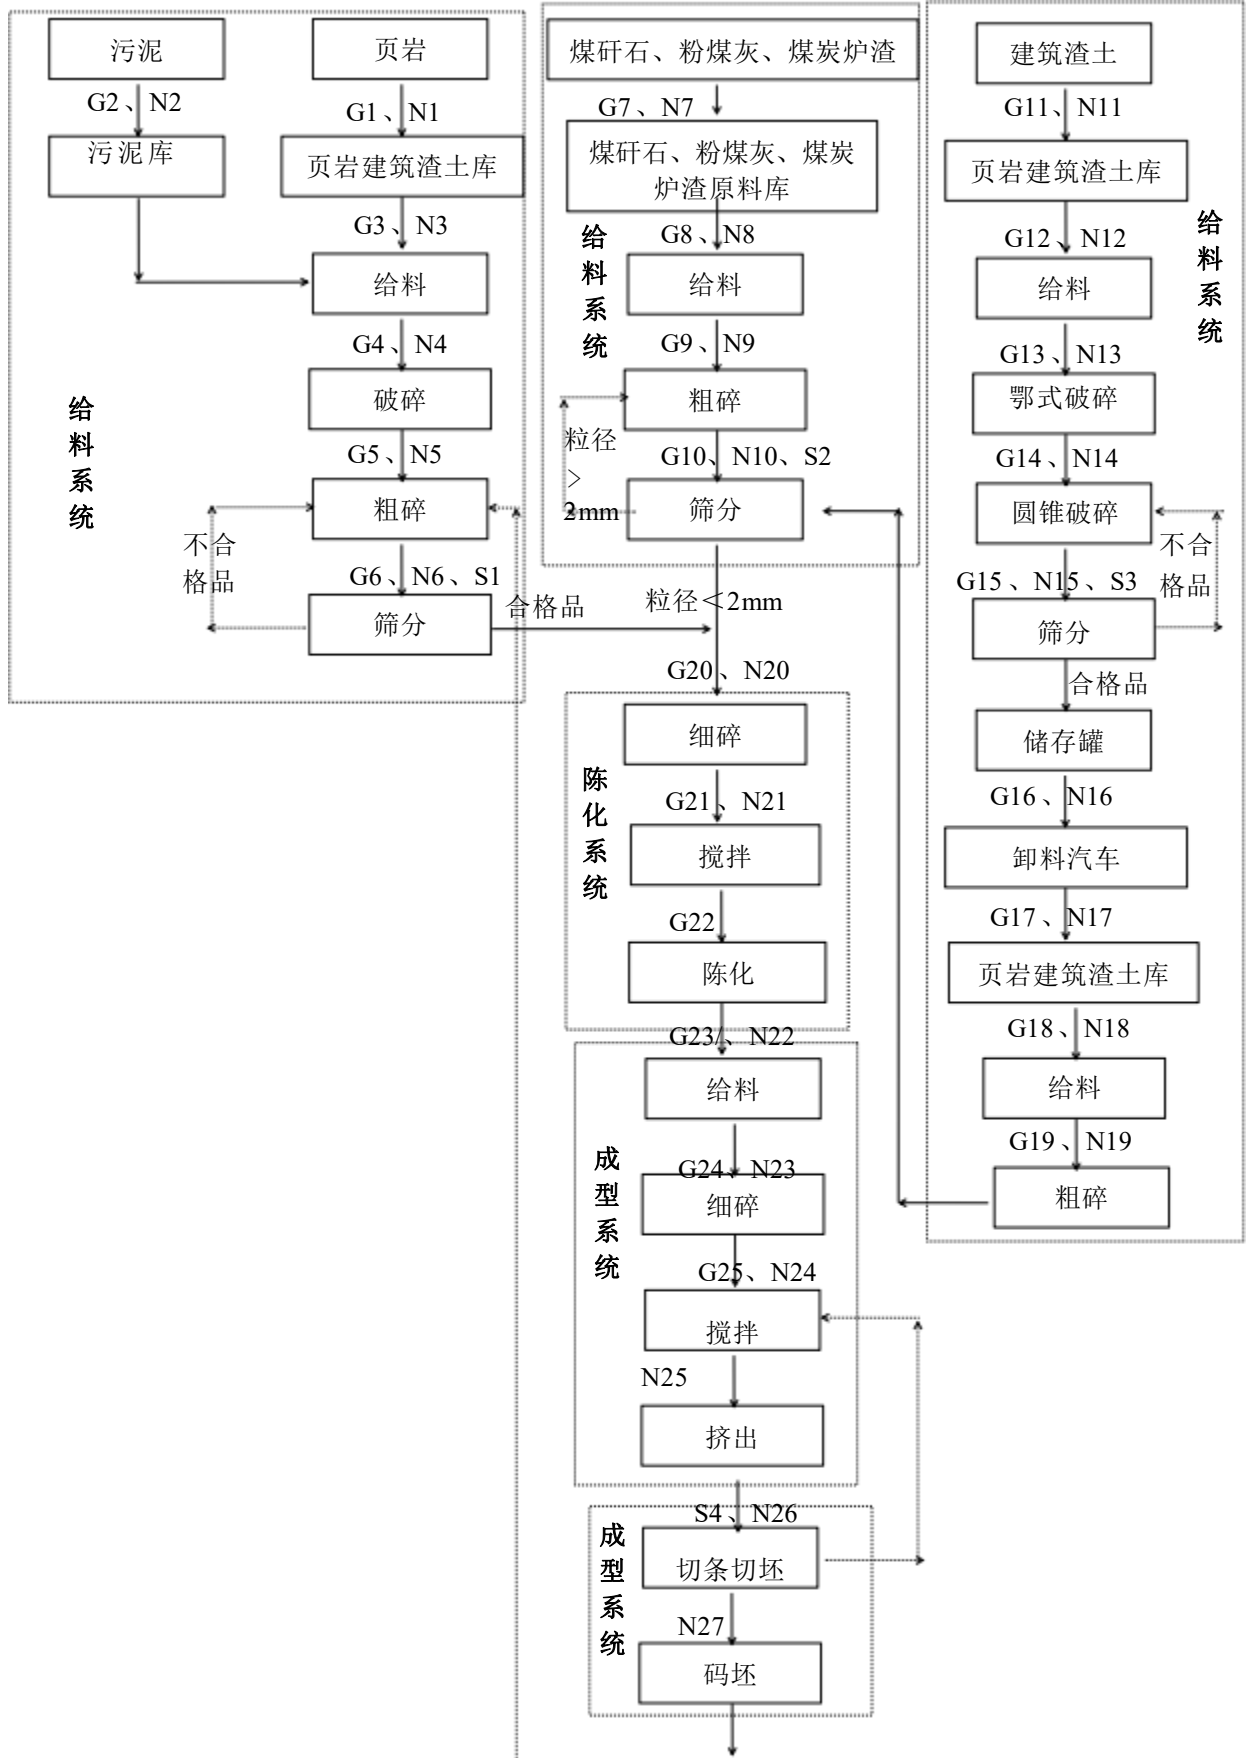 污泥
页岩
G2、N2
G1、N1
污泥库
页岩建筑渣土库
G3、N3
给料
G4、N4
破碎
G5、N5
粗碎
不合
格品
G6、N6、S1
筛分
合格品
给料系统
煤矸石、粉煤灰、煤炭炉渣
G7、N7
煤矸石、粉煤灰、煤炭
炉渣原料库
G8、N8
给料
G9、N9
粗碎
粒径
>
2mm
G10、N10、S2
筛分
粒径<2mm
给料系统
建筑渣土
G11、N11
页岩建筑渣土库
G12、N12
给料
G13、N13
鄂式破碎
G14、N14
圆锥破碎
不合
格品
G15、N15、S3
筛分
合格品
储存罐
G16、N16
卸料汽车
G17、N17
页岩建筑渣土库
G18、N18
给料
G19、N19
粗碎
给料系统
G20、N20
细碎
G21、N21
搅拌
G22
陈化
陈化系统
G23/、N22
给料
G24、N23
细碎
G25、N24
搅拌
N25
挤出
成型系统
S4、N26
切条切坯
N27
码坯
成型系统